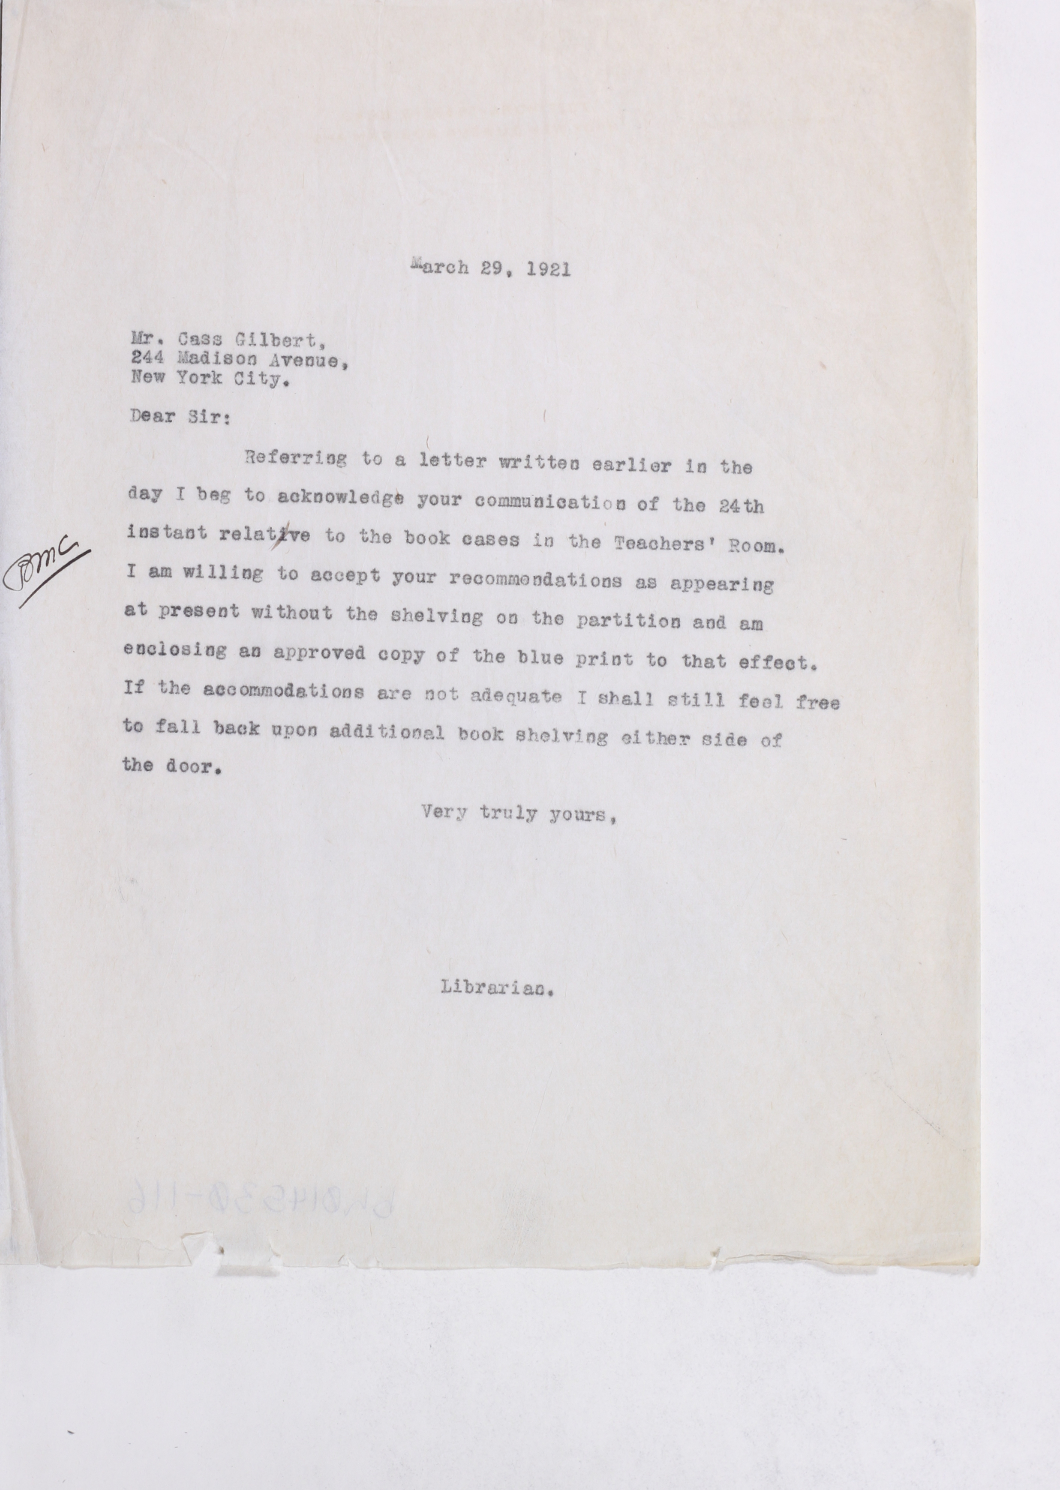 March 29, 1921
Mr. Cass Gilbert,
244 Madison Avenue,
New York City.
Dear Sir:
Referring to a letter written earlier in the
day I beg to acknowledge your communication of the 24th
instant relative to the book cases in the Teachers' Room.
I am willing to accept your recommendations as appearing
at present without the shelving on the partition and am
enclosing an approved copy of the blue print to that effect.
If the accommodations are not adequate I shall still feel free
to fall back upon additional book shelving either side of
the door.
Very truly yours,
Librarian.